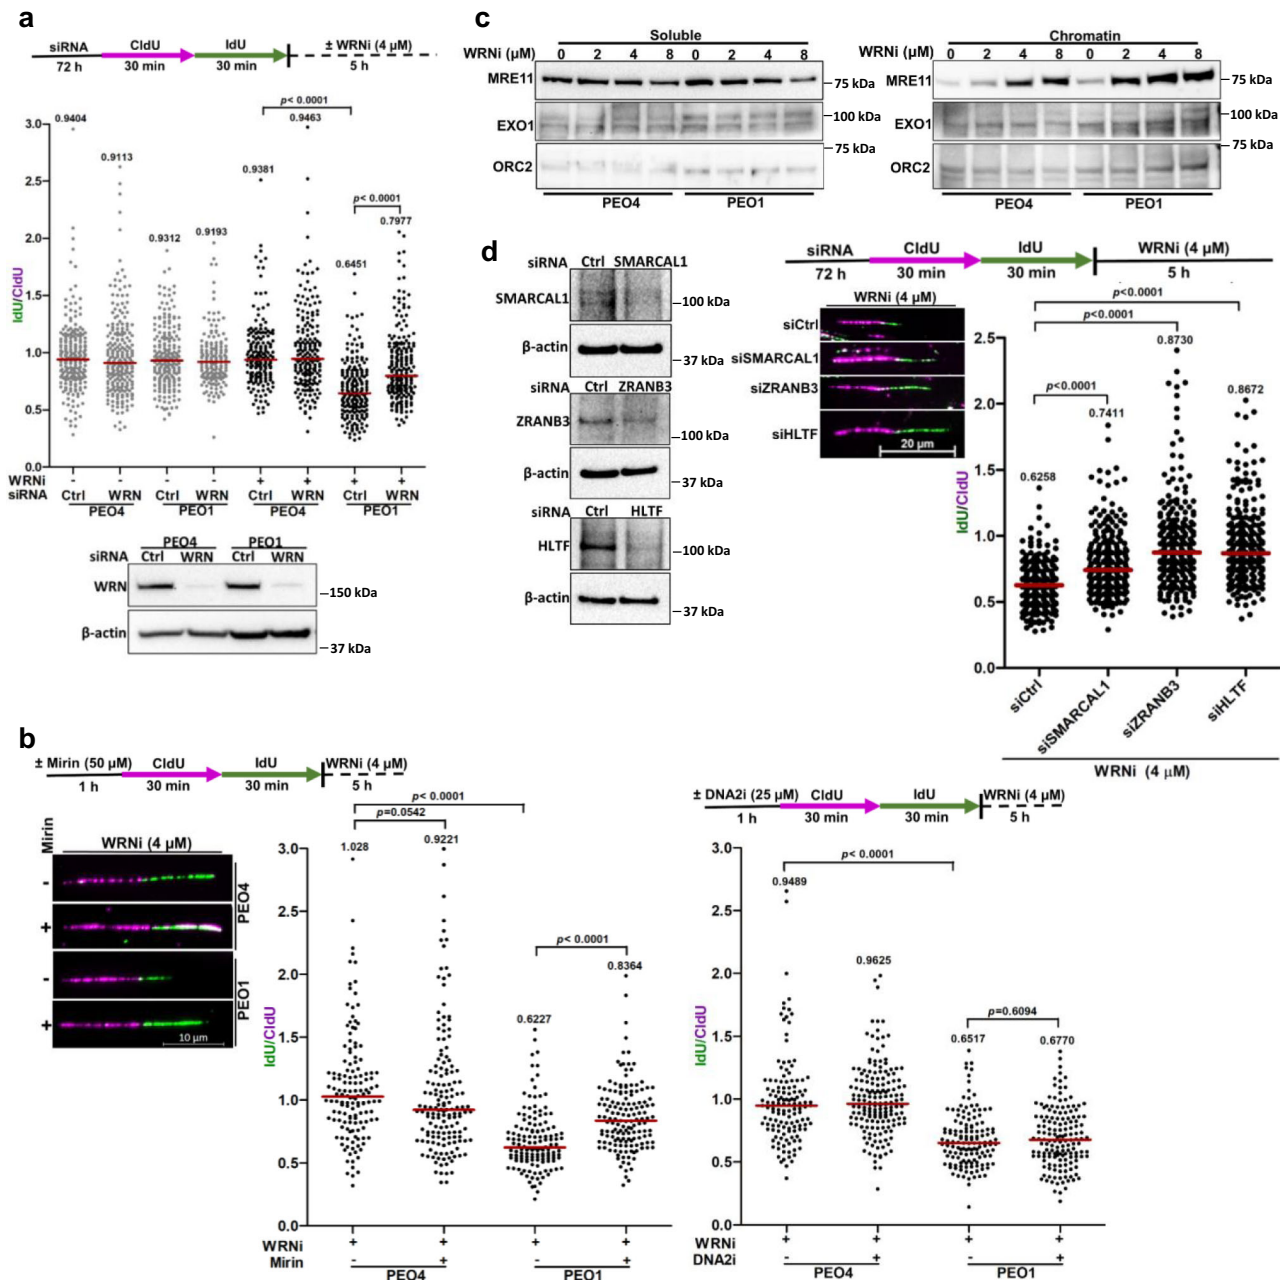 a
siRNA CldU IdU ± WRNi (4 µM)
72 h 30 min 30 min 5 h
p< 0.0001
0.9404 0.9113 0.9312 0.9193 0.9381 0.9463 0.6451 0.7977
p< 0.0001
3.0
2.5
2.0
1.5
1.0
0.5
0.0
IdU/CldU
WRNi - - - - + + + +
siRNA Ctrl WRN Ctrl WRN Ctrl WRN Ctrl WRN
PEO4 PEO1 PEO4 PEO1
PEO4 PEO1
siRNA Ctrl WRN Ctrl WRN
WRN 150 kDa
β-actin 37 kDa
c
Soluble
WRNi (µM) 0 2 4 8 0 2 4 8
MRE11 75 kDa
EXO1 100 kDa
75 kDa
ORC2
PEO4 PEO1
Chromatin
WRNi (µM) 0 2 4 8 0 2 4 8
MRE11 75 kDa
EXO1 100 kDa
75 kDa
ORC2
PEO4 PEO1
d
siRNA Ctrl SMARCAL1
SMARCAL1 100 kDa
β-actin 37 kDa
siRNA Ctrl ZRANB3
ZRANB3 100 kDa
β-actin 37 kDa
siRNA Ctrl HLTF
HLTF 100 kDa
β-actin 37 kDa
siRNA CldU IdU WRNi (4 µM)
72 h 30 min 30 min 5 h
WRNi (4 µM)
siCtrl
siSMARCAL1
siZRANB3
siHLTF
20 µm
p<0.0001
p<0.0001
p<0.0001
0.6258 0.7411 0.8730 0.8672
2.5
2.0
1.5
1.0
0.5
0.0
IdU/CldU
siCtrl siSMARCAL1 siZRANB3 siHLTF
WRNi (4 µM)
b
± Mirin (50 µM) CldU IdU WRNi (4 µM)
1 h 30 min 30 min 5 h
Mirin WRNi (4 µM)
-
+
PEO4
-
+
PEO1
10 µm
p< 0.0001
p=0.0542
1.028 0.9221 0.6227 0.8364
p< 0.0001
3.0
2.5
2.0
1.5
1.0
0.5
0.0
IdU/CldU
WRNi + + + +
Mirin - + - +
PEO4 PEO1
± DNA2i (25 µM) CldU IdU WRNi (4 µM)
1 h 30 min 30 min 5 h
p< 0.0001
0.9489 0.9625 0.6517 0.6770
p=0.6094
3.0
2.5
2.0
1.5
1.0
0.5
0.0
IdU/CldU
WRNi + + + +
DNA2i - + - +
PEO4 PEO1